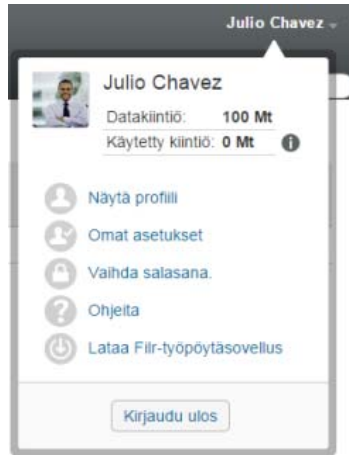 Julio Chavez
Julio Chavez
Datakiintiö: 100 Mt
Käytetty kiintiö: 0 Mt
Näytä profiili
Omat asetukset
Vaihda salasana.
Ohjeita
Lataa Filr-työpöytäsovellus
Kirjaudu ulos